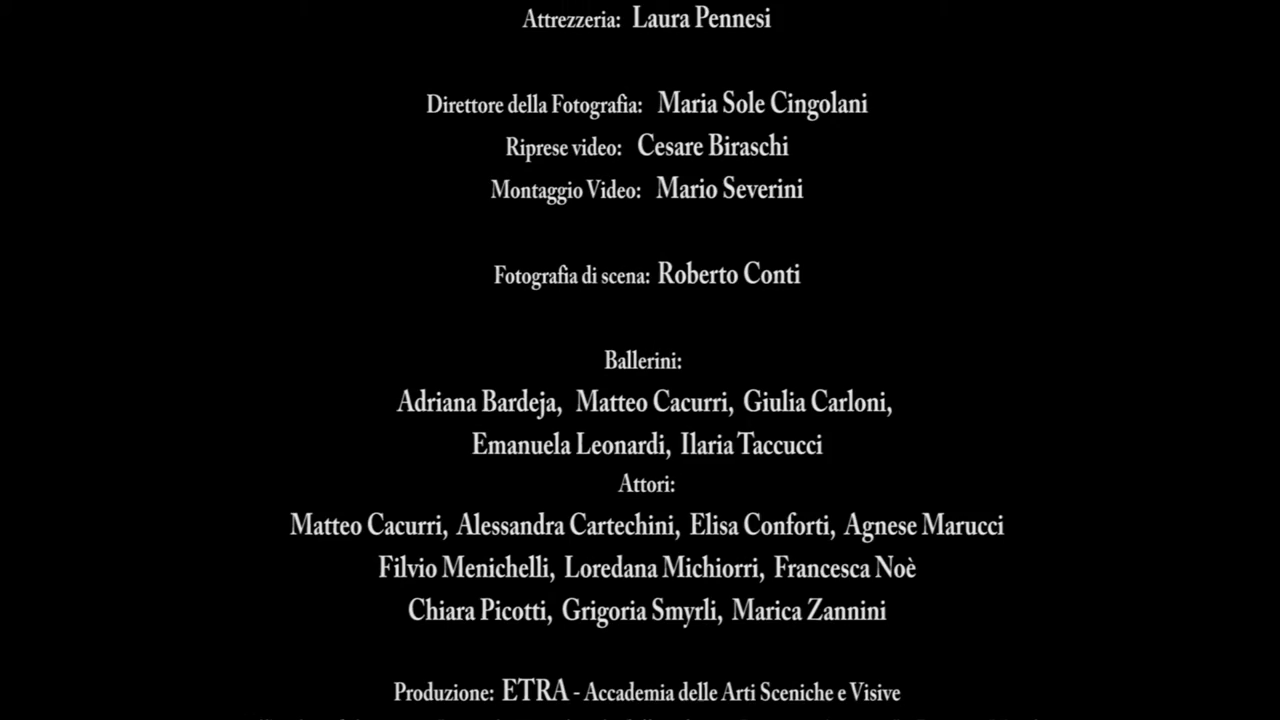 Attrezzeria: Laura Pennesi
Direttore della Fotografia: Maria Sole Cingolani
Riprese video: Cesare Biraschi
Montaggio Video: Mario Severini
Fotografia di scena: Roberto Conti
Ballerini:
Adriana Bardeja, Matteo Cacurri, Giulia Carloni,
Emanuela Leonardi, Ilaria Taccucci
Attori:
Matteo Cacurri, Alessandra Cartechini, Elisa Conforti, Agnese Marucci
Filvio Menichelli, Loredana Michiorri, Francesca Noè
Chiara Picotti, Grigoria Smyrli, Marica Zannini
Produzione: ETRA - Accademia delle Arti Sceniche e Visive